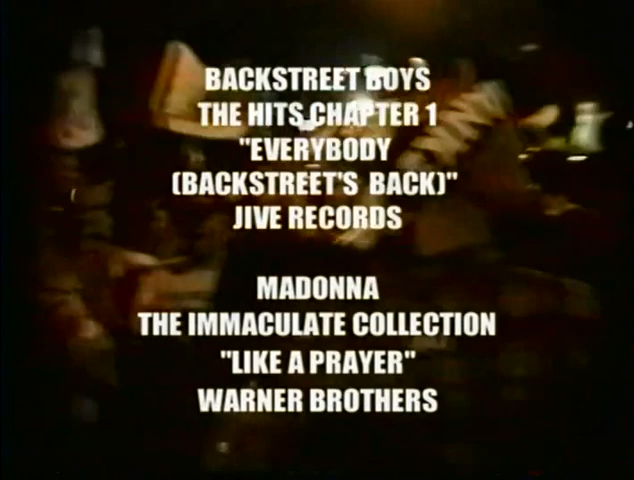 BACKSTREET BOYS
THE HITS CHAPTER 1
"EVERYBODY
(BACKSTREET'S BACK)"
JIVE RECORDS
MADONNA
THE IMMACULATE COLLECTION
"LIKE A PRAYER"
WARNER BROTHERS